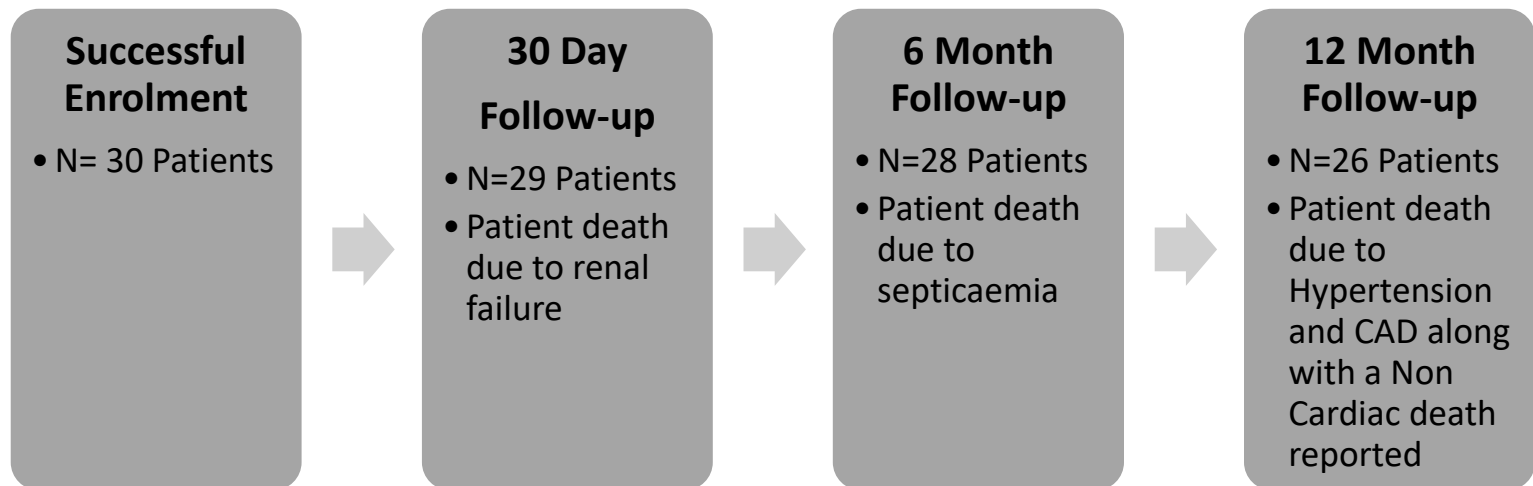 Successful
Enrolment
• N= 30 Patients
30 Day
Follow-up
• N=29 Patients
• Patient death
due to renal
failure
6 Month
Follow-up
• N=28 Patients
• Patient death
due to
septicaemia
12 Month
Follow-up
• N=26 Patients
• Patient death
due to
Hypertension
and CAD along
with a Non
Cardiac death
reported